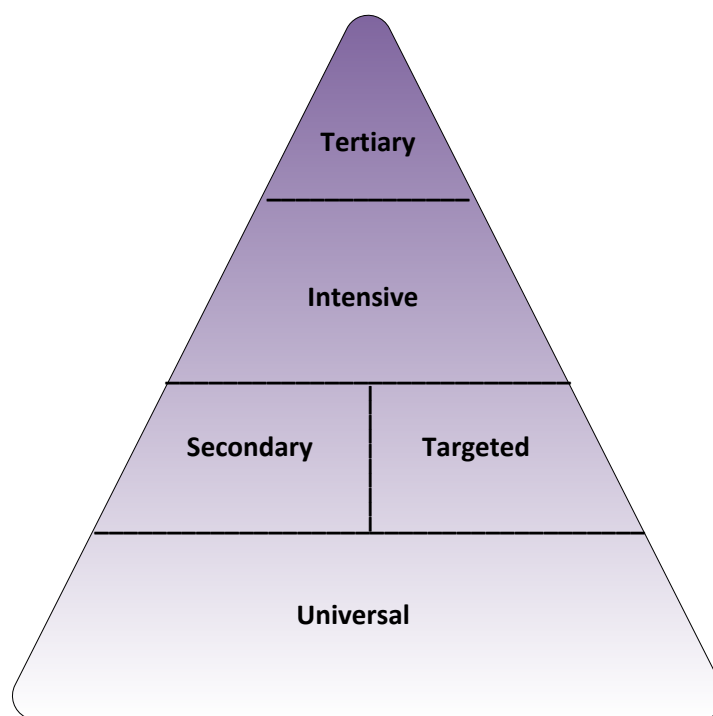 Tertiary
Intensive
Secondary
Targeted
Universal